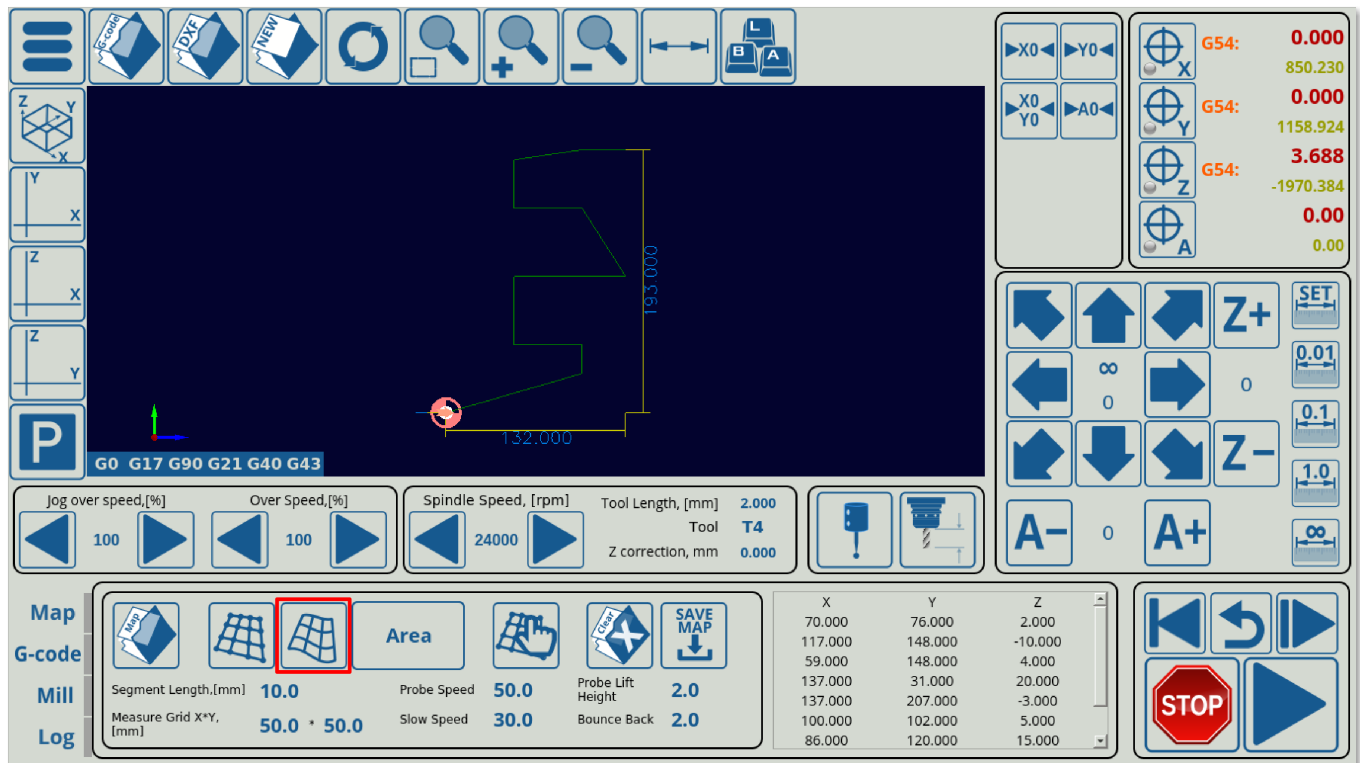 G-code
DXF
NEW
L
B A
X0 Y0
X0
Y0
A0
X
G54: 0.000
850.230
Y
G54: 0.000
1158.924
Z
G54: 3.688
-1970.384
A
0.00
0.00
Z Y
X
Y
X
Z
X
Z
Y
P
193.000
132.000
G0 G17 G90 G21 G40 G43
Z+
SET
∞
0
0
0.01
0.1
Z-
1.0
A-
0
A+
∞
Jog over speed,[%]
100
Over Speed,[%]
100
Spindle Speed, [rpm]
24000
Tool Length, [mm] 2.000
Tool T4
Z correction, mm 0.000
Map
G-code
Mill
Log
Map
Area
Clear
SAVE
MAP
Segment Length,[mm] 10.0
Probe Speed 50.0
Probe Lift
Height
2.0
Measure Grid X*Y,
[mm]
50.0 * 50.0
Slow Speed 30.0
Bounce Back 2.0
X Y Z
70.000 76.000 2.000
117.000 148.000 -10.000
59.000 148.000 4.000
137.000 31.000 20.000
137.000 207.000 -3.000
100.000 102.000 5.000
86.000 120.000 15.000
STOP